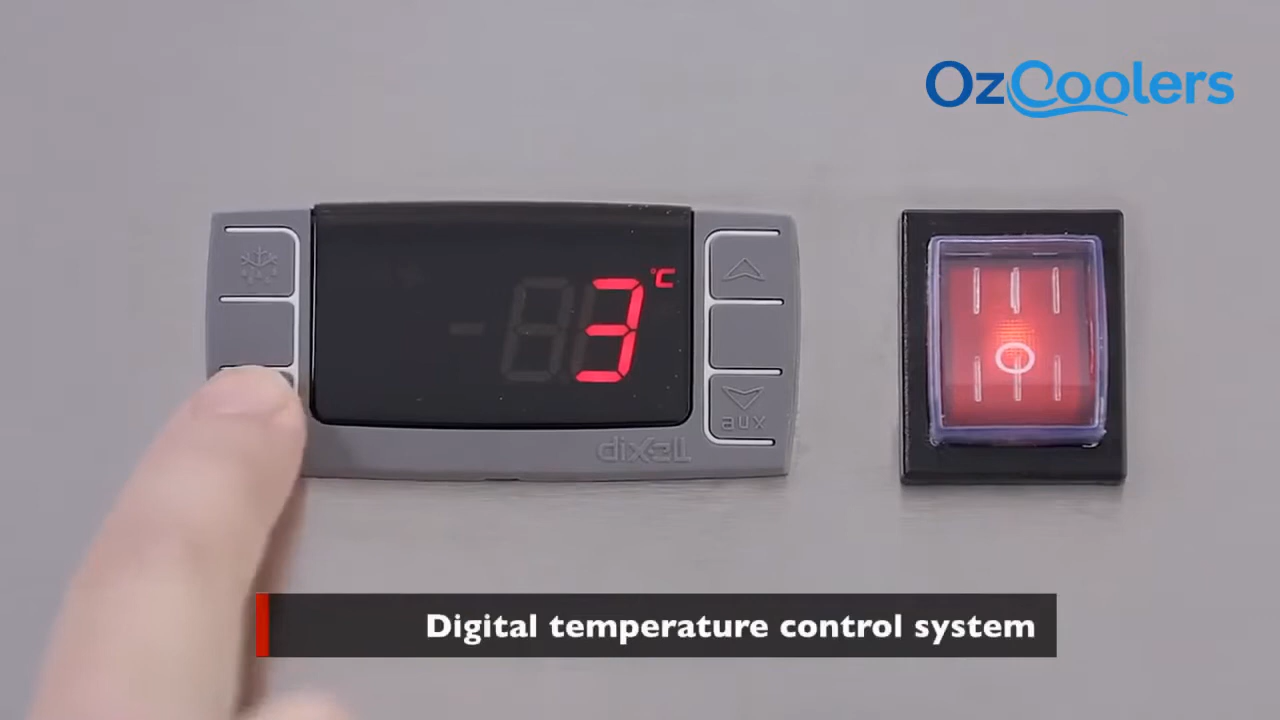 OzCoolers
3 °C
aux
dixell
Digital temperature control system